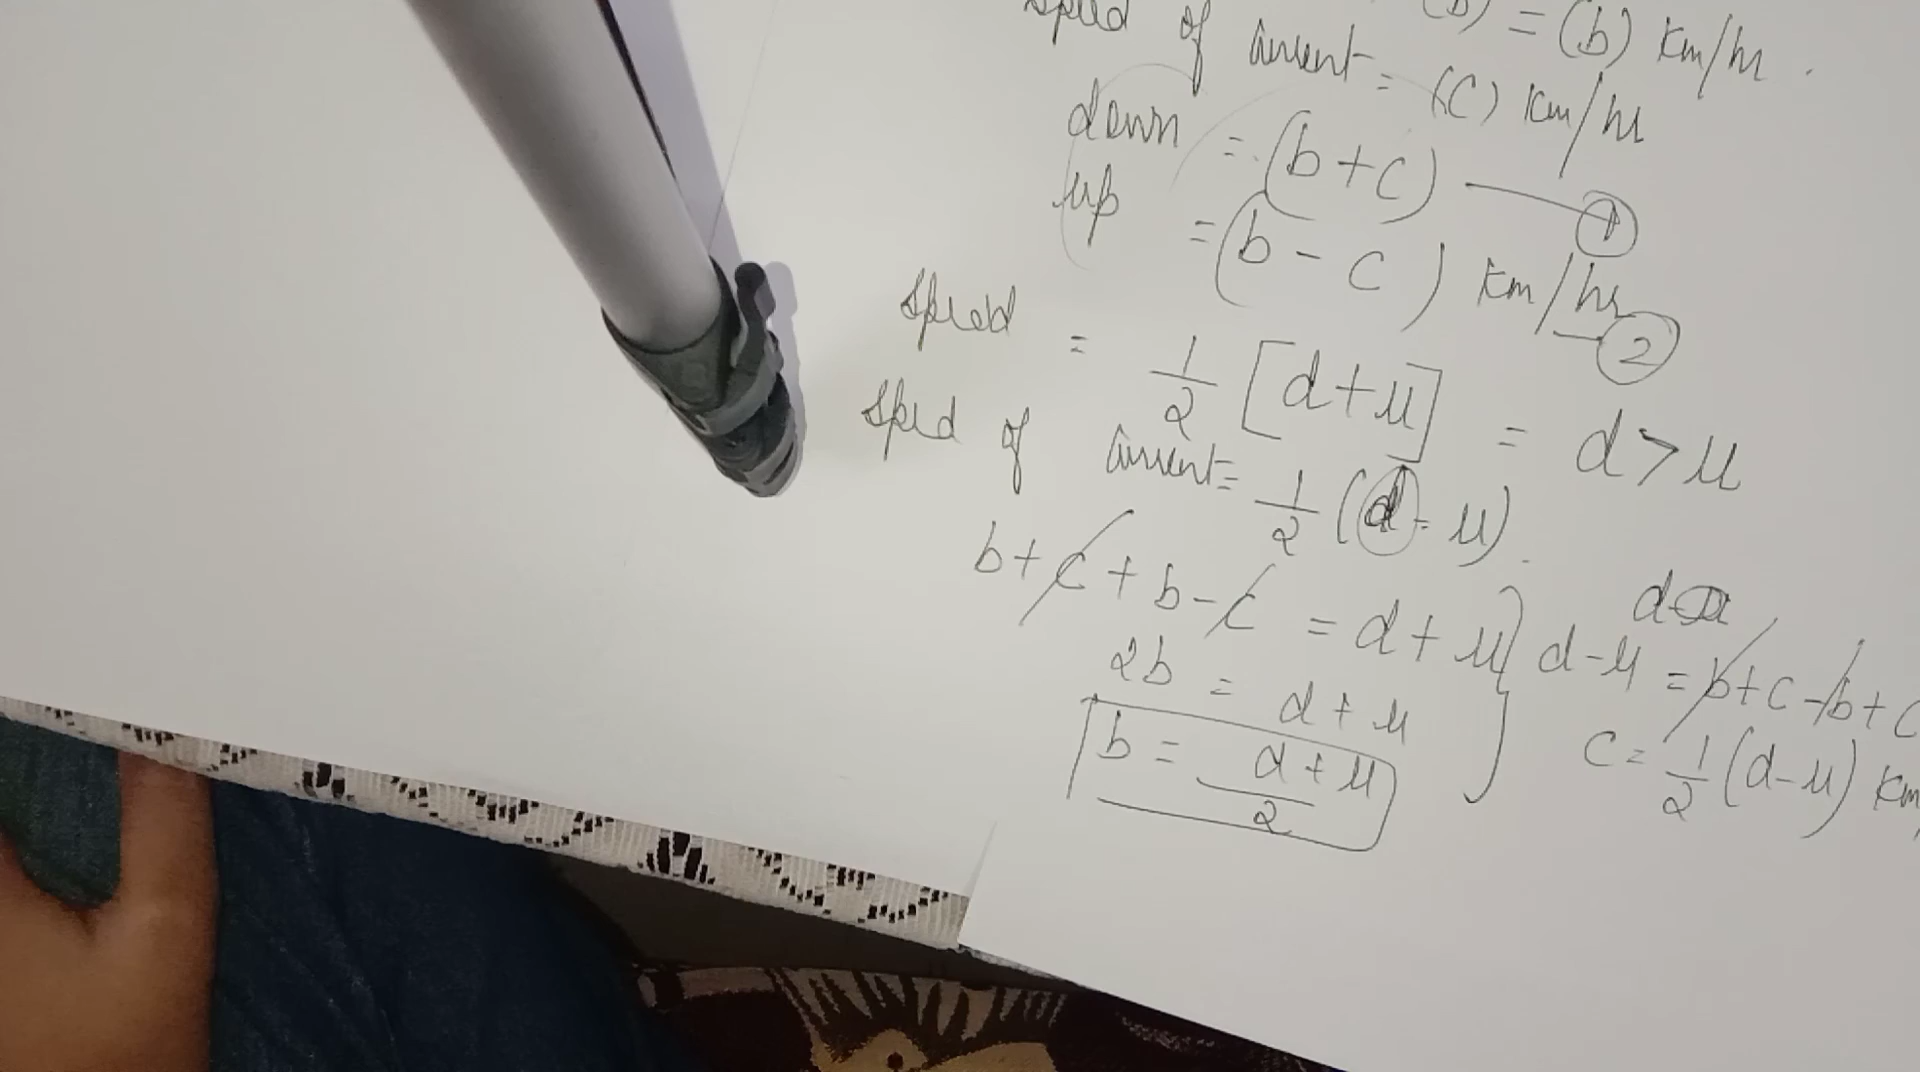 (b) = (b) km/hr.
speed of current = (c) km/hr
down = (b+c) — 1
up = (b - c) km/hr — 2
speed = 1/2 [d+u] = d>u
sped of current = 1/2 (d - u).
b+c+b-c = d+u
2b = d+u
b = d+u/2
d-u = b+c-b+c
c = 1/2 (d-u) km